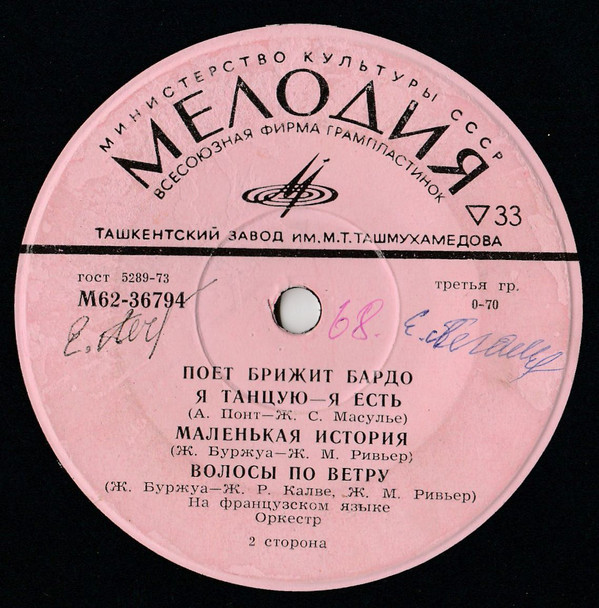 МИНИСТЕРСТВО КУЛЬТУРЫ СССР
МЕЛОДИЯ
ВСЕСОЮЗНАЯ ФИРМА ГРАМПЛАСТИНОК
▽33
ТАШКЕНТСКИЙ ЗАВОД ИМ. М.Т. ТАШМУХАМЕДОВА
гост 5289-73
третья гр.
М62-36794
0-70
68.
ПОЕТ БРИЖИТ БАРДО
Я ТАНЦУЮ—Я ЕСТЬ
(А. Понт—Ж. С. Масулье)
МАЛЕНЬКАЯ ИСТОРИЯ
(Ж. Буржуа—Ж. М. Ривьер)
ВОЛОСЫ ПО ВЕТРУ
(Ж. Буржуа—Ж. Р. Калве, Ж. М. Ривьер)
На французском языке
Оркестр
2 сторона